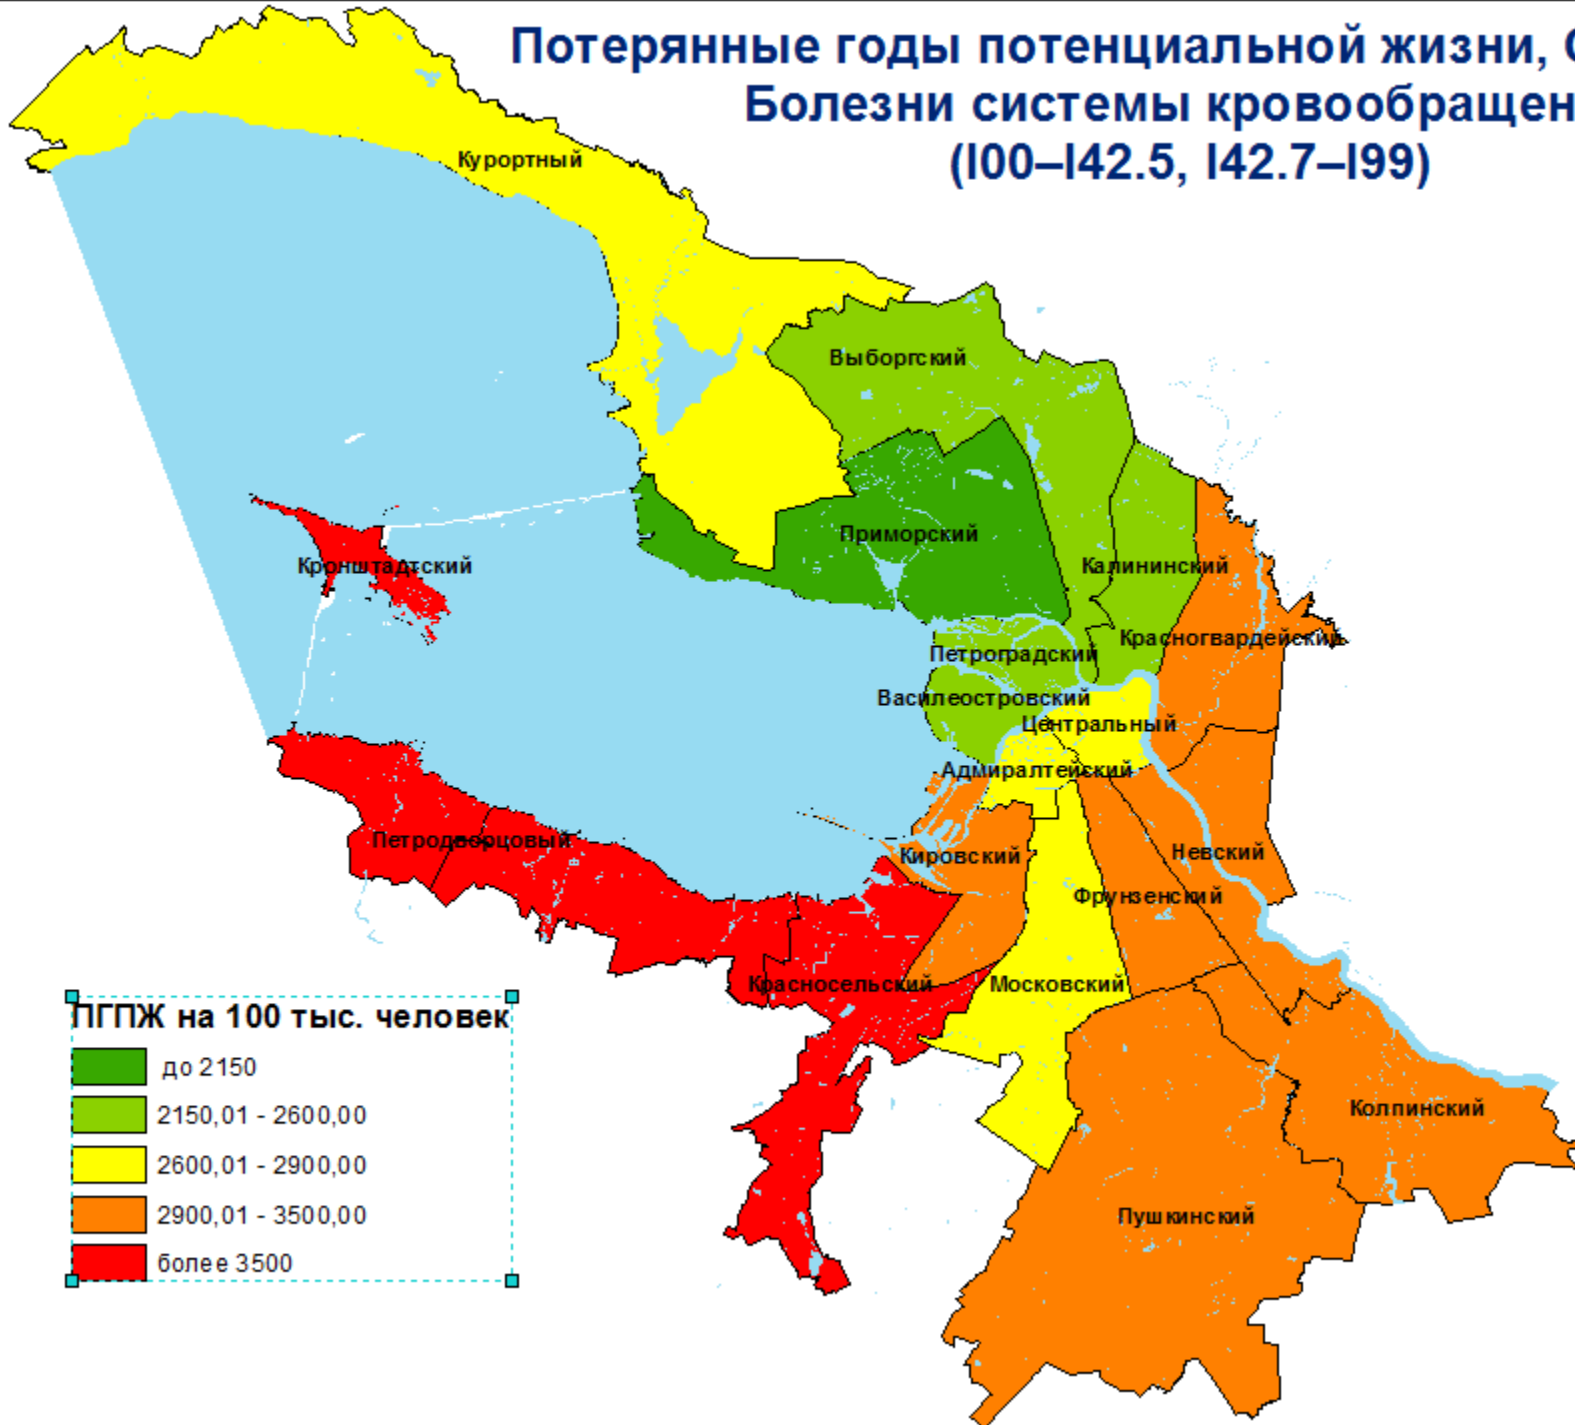 Потерянные годы потенциальной жизни,
Болезни системы кровообращен
(I00–I42.5, I42.7–I99)
Курортный
Выборгский
Приморский
Кронштадтский
Калининский
Красногвардейский
Петроградский
Василеостровский
Центральный
Адмиралтейский
Петродворцовый
Кировский
Невский
Фрунзенский
Красносельский
Московский
Колпинский
Пушкинский
ПГПЖ на 100 тыс. человек
до 2150
2150,01 - 2600,00
2600,01 - 2900,00
2900,01 - 3500,00
более 3500